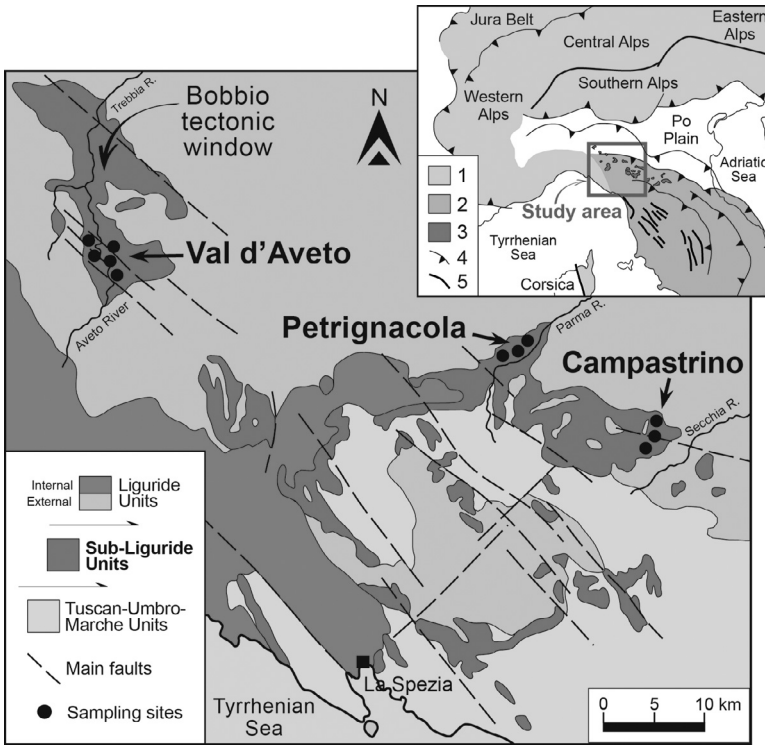 Jura Belt
Eastern
Alps
Central Alps
Southern Alps
Western
Alps
Po
Plain
Adriatic
Sea
Study area
Tyrrhenian
Sea
Corsica
1
2
3
4
5
Trebbia R.
Bobbio
tectonic
window
N
Val d'Aveto
Aveto River
Petrignacola
Parma R.
Campastrino
Secchia R.
Internal
External
Liguride
Units
Sub-Liguride
Units
Tuscan-Umbro-
Marche Units
Main faults
Sampling sites
La Spezia
Tyrrhenian
Sea
0 5 10 km